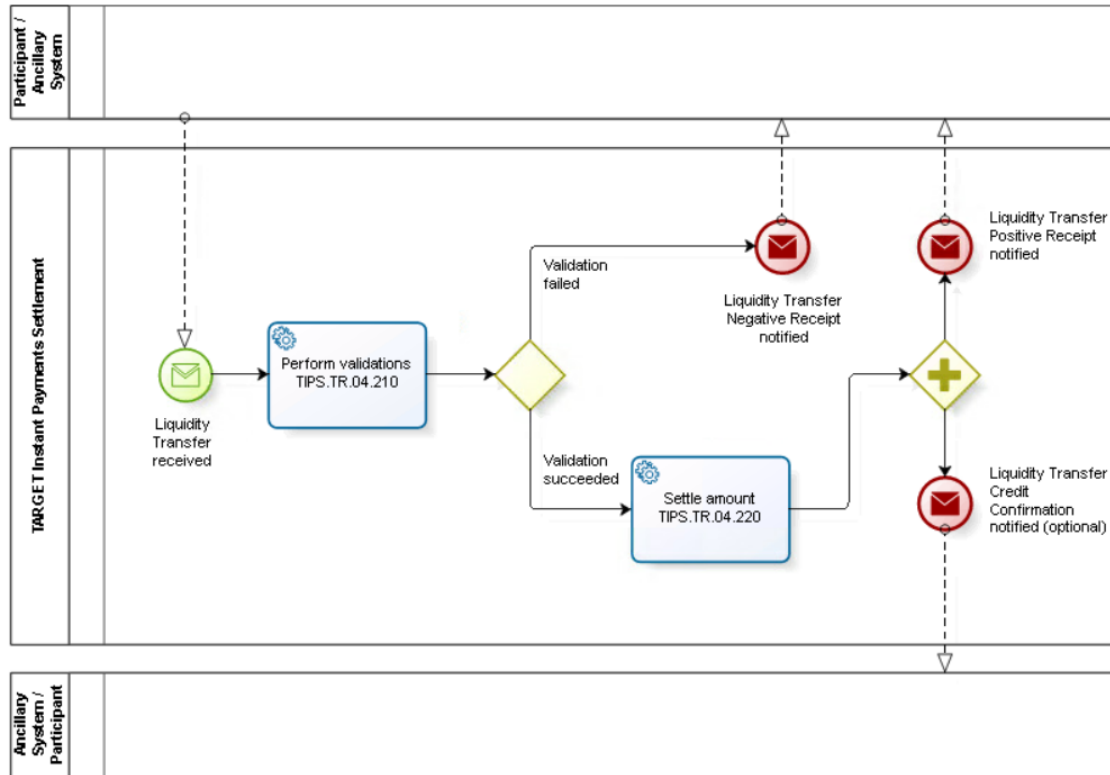 Participant /
Ancillary
System
TARGET Instant Payments Settlement
Liquidity
Transfer
received
Perform validations
TIPS.TR.04.210
Validation
failed
Validation
succeeded
Liquidity Transfer
Negative Receipt
notified
Settle amount
TIPS.TR.04.220
Liquidity Transfer
Positive Receipt
notified
Liquidity Transfer
Credit
Confirmation
notified (optional)
Ancillary
System /
Participant